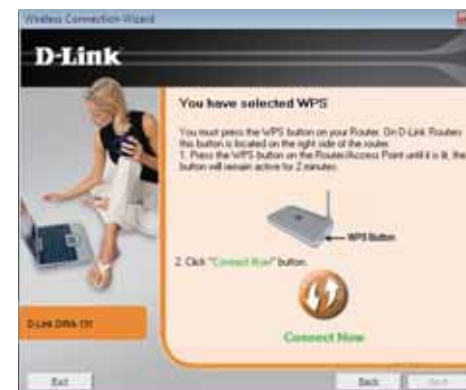 Wireless Connection Wizard
D-Link
You have selected WPS
You must press the WPS button on your Router. On D-Link Routers
this button is located on the right side of the router.
1. Press the WPS button on the Router/Access Point until it is lit, the
button will remain active for 2 minutes.
WPS Button
2. Click "Connect Now" button.
Connect Now
D-Link DWA-131
Exit
Back
Next